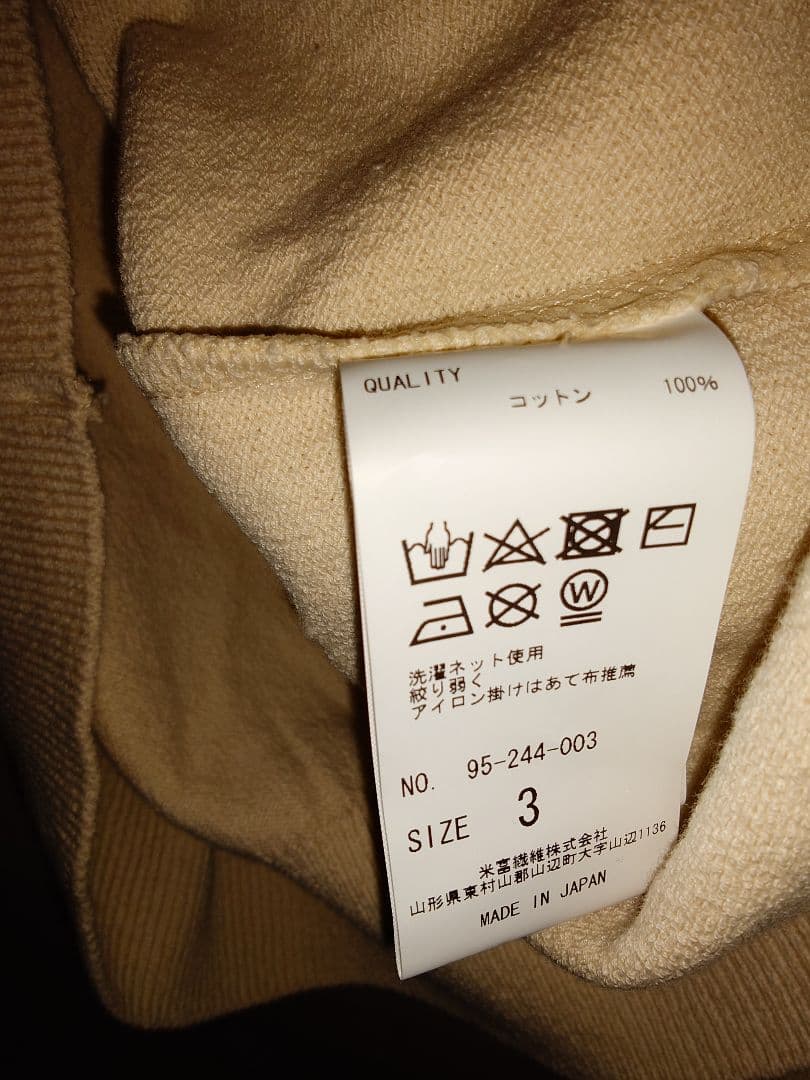 QUALITY
コットン 100%
W
洗濯ネット使用
絞り弱く
アイロン掛けはあて布推薦
NO. 95-244-003
SIZE 3
米富繊維株式会社
山形県東村山郡山辺町大字山辺1136
MADE IN JAPAN